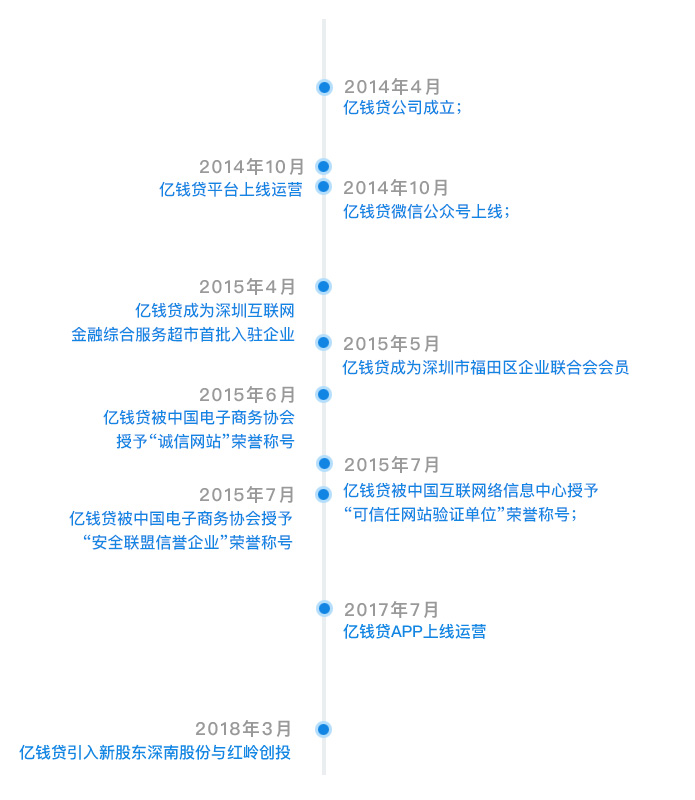 2014年4月
亿钱贷公司成立；
2014年10月
亿钱贷平台上线运营
2014年10月
亿钱贷微信公众号上线；
2015年4月
亿钱贷成为深圳互联网
金融综合服务超市首批入驻企业
2015年5月
亿钱贷成为深圳市福田区企业联合会会员
2015年6月
亿钱贷被中国电子商务协会
授予“诚信网站”荣誉称号
2015年7月
亿钱贷被中国互联网络信息中心授予
“可信任网站验证单位”荣誉称号；
2015年7月
亿钱贷被中国电子商务协会授予
“安全联盟信誉企业”荣誉称号
2017年7月
亿钱贷APP上线运营
2018年3月
亿钱贷引入新股东深南股份与红岭创投